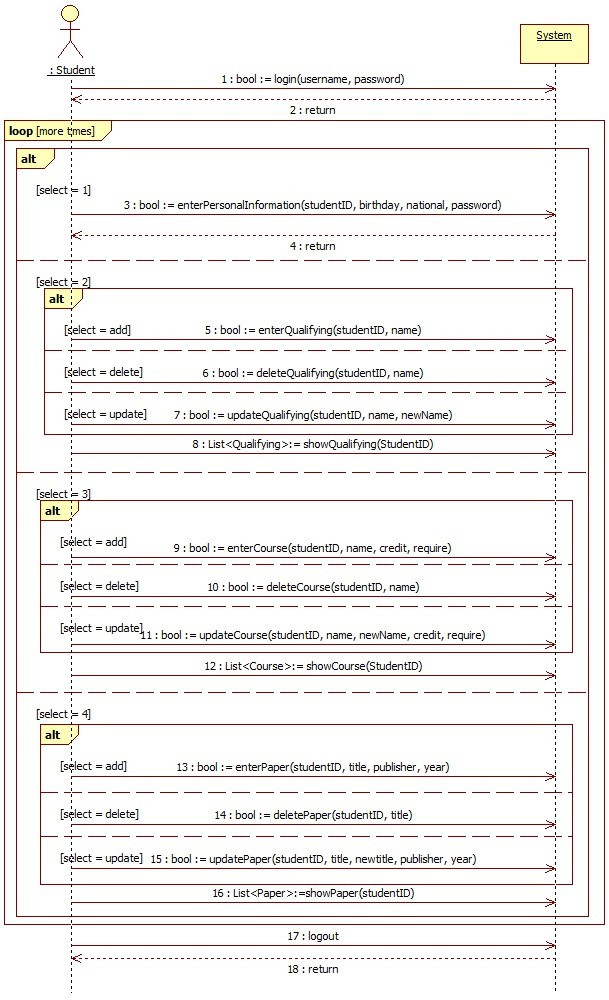 : Student
System
1 : bool := login(username, password)
2 : return
loop [more times]
alt
[select = 1]
3 : bool := enterPersonalInformation(studentID, birthday, national, password)
4 : return
[select = 2]
alt
[select = add] 5 : bool := enterQualifying(studentID, name)
[select = delete] 6 : bool := deleteQualifying(studentID, name)
[select = update] 7 : bool := updateQualifying(studentID, name, newName)
8 : List<Qualifying>:= showQualifying(StudentID)
[select = 3]
alt
[select = add] 9 : bool := enterCourse(studentID, name, credit, require)
[select = delete] 10 : bool := deleteCourse(studentID, name)
[select = update] 11 : bool := updateCourse(studentID, name, newName, credit, require)
12 : List<Course>:= showCourse(StudentID)
[select = 4]
alt
[select = add] 13 : bool := enterPaper(studentID, title, publisher, year)
[select = delete] 14 : bool := deletePaper(studentID, title)
[select = update] 15 : bool := updatePaper(studentID, title, newtitle, publisher, year)
16 : List<Paper>:=showPaper(studentID)
17 : logout
18 : return